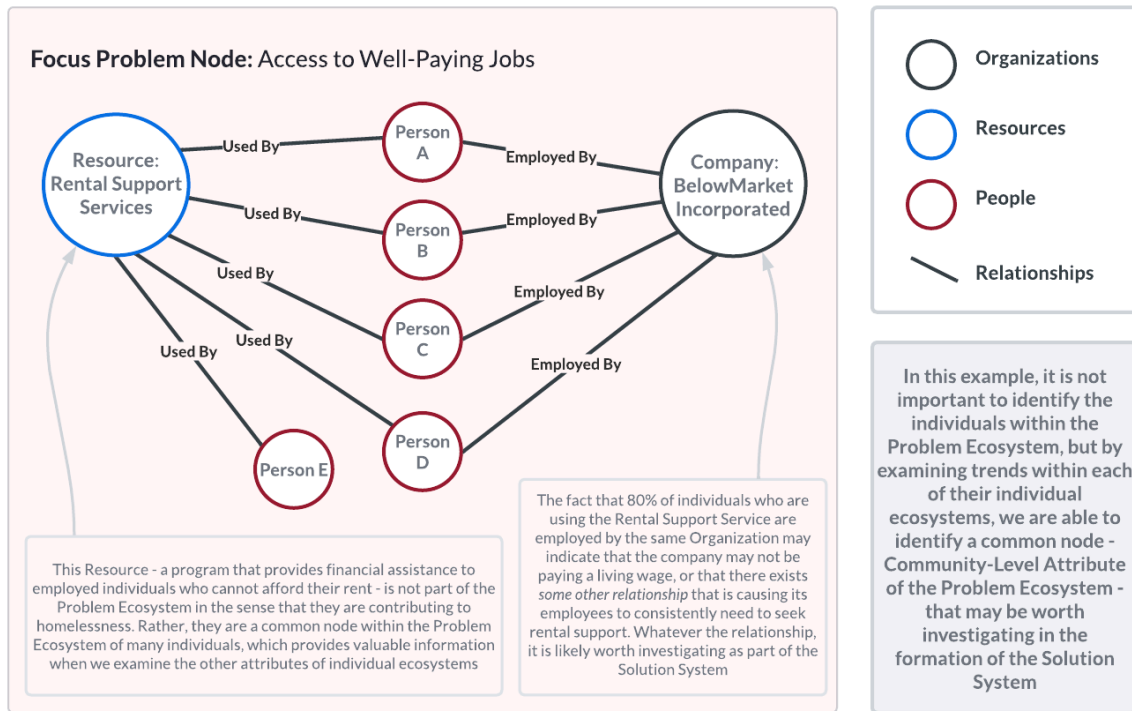 Focus Problem Node: Access to Well-Paying Jobs
Resource:
Rental Support
Services
Used By
Used By
Used By
Used By
Used By
Person
A
Person
B
Person
C
Person
D
Person E
Employed By
Employed By
Employed By
Employed By
Company:
BelowMarket
Incorporated
This Resource - a program that provides financial assistance to
employed individuals who cannot afford their rent - is not part of the
Problem Ecosystem in the sense that they are contributing to
homelessness. Rather, they are a common node within the Problem
Ecosystem of many individuals, which provides valuable information
when we examine the other attributes of individual ecosystems
The fact that 80% of individuals who are
using the Rental Support Service are
employed by the same Organization may
indicate that the company may not be
paying a living wage, or that there exists
some other relationship that is causing its
employees to consistently need to seek
rental support. Whatever the relationship,
it is likely worth investigating as part of the
Solution System
Organizations
Resources
People
Relationships
In this example, it is not
important to identify the
individuals within the
Problem Ecosystem, but by
examining trends within each
of their individual
ecosystems, we are able to
identify a common node -
Community-Level Attribute
of the Problem Ecosystem -
that may be worth
investigating in the
formation of the Solution
System